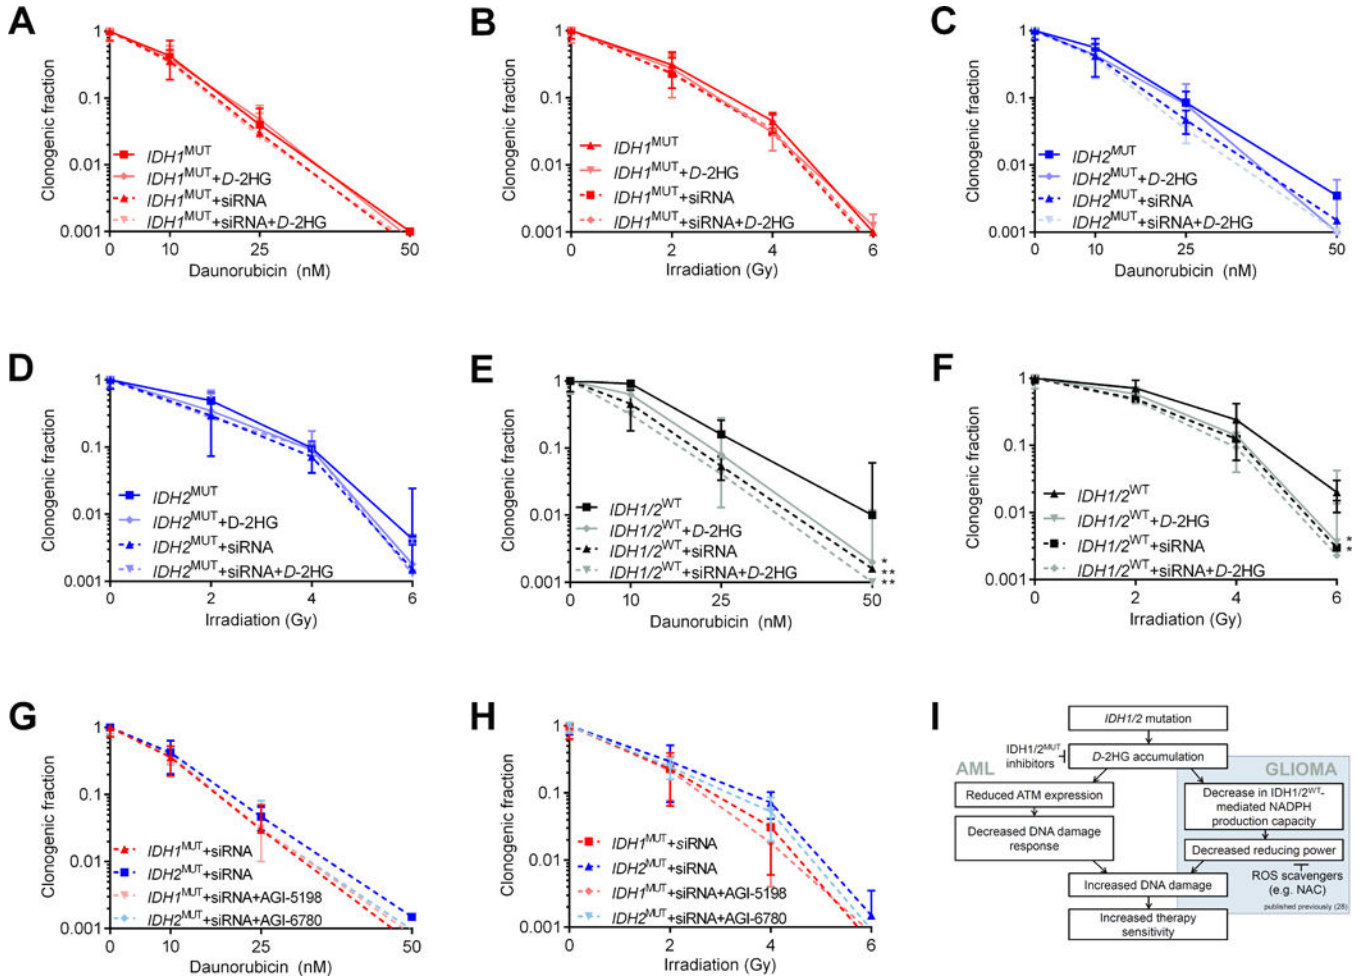 A
Clonogenic fraction
1
0.1
0.01
0.001
IDH1MUT
IDH1MUT+D-2HG
IDH1MUT+siRNA
IDH1MUT+siRNA+D-2HG
0 10 25 50
Daunorubicin (nM)
B
Clonogenic fraction
1
0.1
0.01
0.001
IDH1MUT
IDH1MUT+D-2HG
IDH1MUT+siRNA
IDH1MUT+siRNA+D-2HG
0 2 4 6
Irradiation (Gy)
C
Clonogenic fraction
1
0.1
0.01
0.001
IDH2MUT
IDH2MUT+D-2HG
IDH2MUT+siRNA
IDH2MUT+siRNA+D-2HG
0 10 25 50
Daunorubicin (nM)
D
Clonogenic fraction
1
0.1
0.01
0.001
IDH2MUT
IDH2MUT+D-2HG
IDH2MUT+siRNA
IDH2MUT+siRNA+D-2HG
0 2 4 6
Irradiation (Gy)
E
Clonogenic fraction
1
0.1
0.01
0.001
IDH1/2WT
IDH1/2WT+D-2HG
IDH1/2WT+siRNA
IDH1/2WT+siRNA+D-2HG
*
**
**
0 10 25 50
Daunorubicin (nM)
F
Clonogenic fraction
1
0.1
0.01
0.001
IDH1/2WT
IDH1/2WT+D-2HG
IDH1/2WT+siRNA
IDH1/2WT+siRNA+D-2HG
*
*
0 2 4 6
Irradiation (Gy)
G
Clonogenic fraction
1
0.1
0.01
0.001
IDH1MUT+siRNA
IDH2MUT+siRNA
IDH1MUT+siRNA+AGI-5198
IDH2MUT+siRNA+AGI-6780
0 10 25 50
Daunorubicin (nM)
H
Clonogenic fraction
1
0.1
0.01
0.001
IDH1MUT+siRNA
IDH2MUT+siRNA
IDH1MUT+siRNA+AGI-5198
IDH2MUT+siRNA+AGI-6780
0 2 4 6
Irradiation (Gy)
I
IDH1/2 mutation
IDH1/2MUT
inhibitors
D-2HG accumulation
AML
GLIOMA
Reduced ATM expression
Decrease in IDH1/2WT-
mediated NADPH
production capacity
Decreased DNA damage
response
Decreased reducing power
Increased DNA damage
ROS scavengers
(e.g. NAC)
published previously (28)
Increased therapy
sensitivity